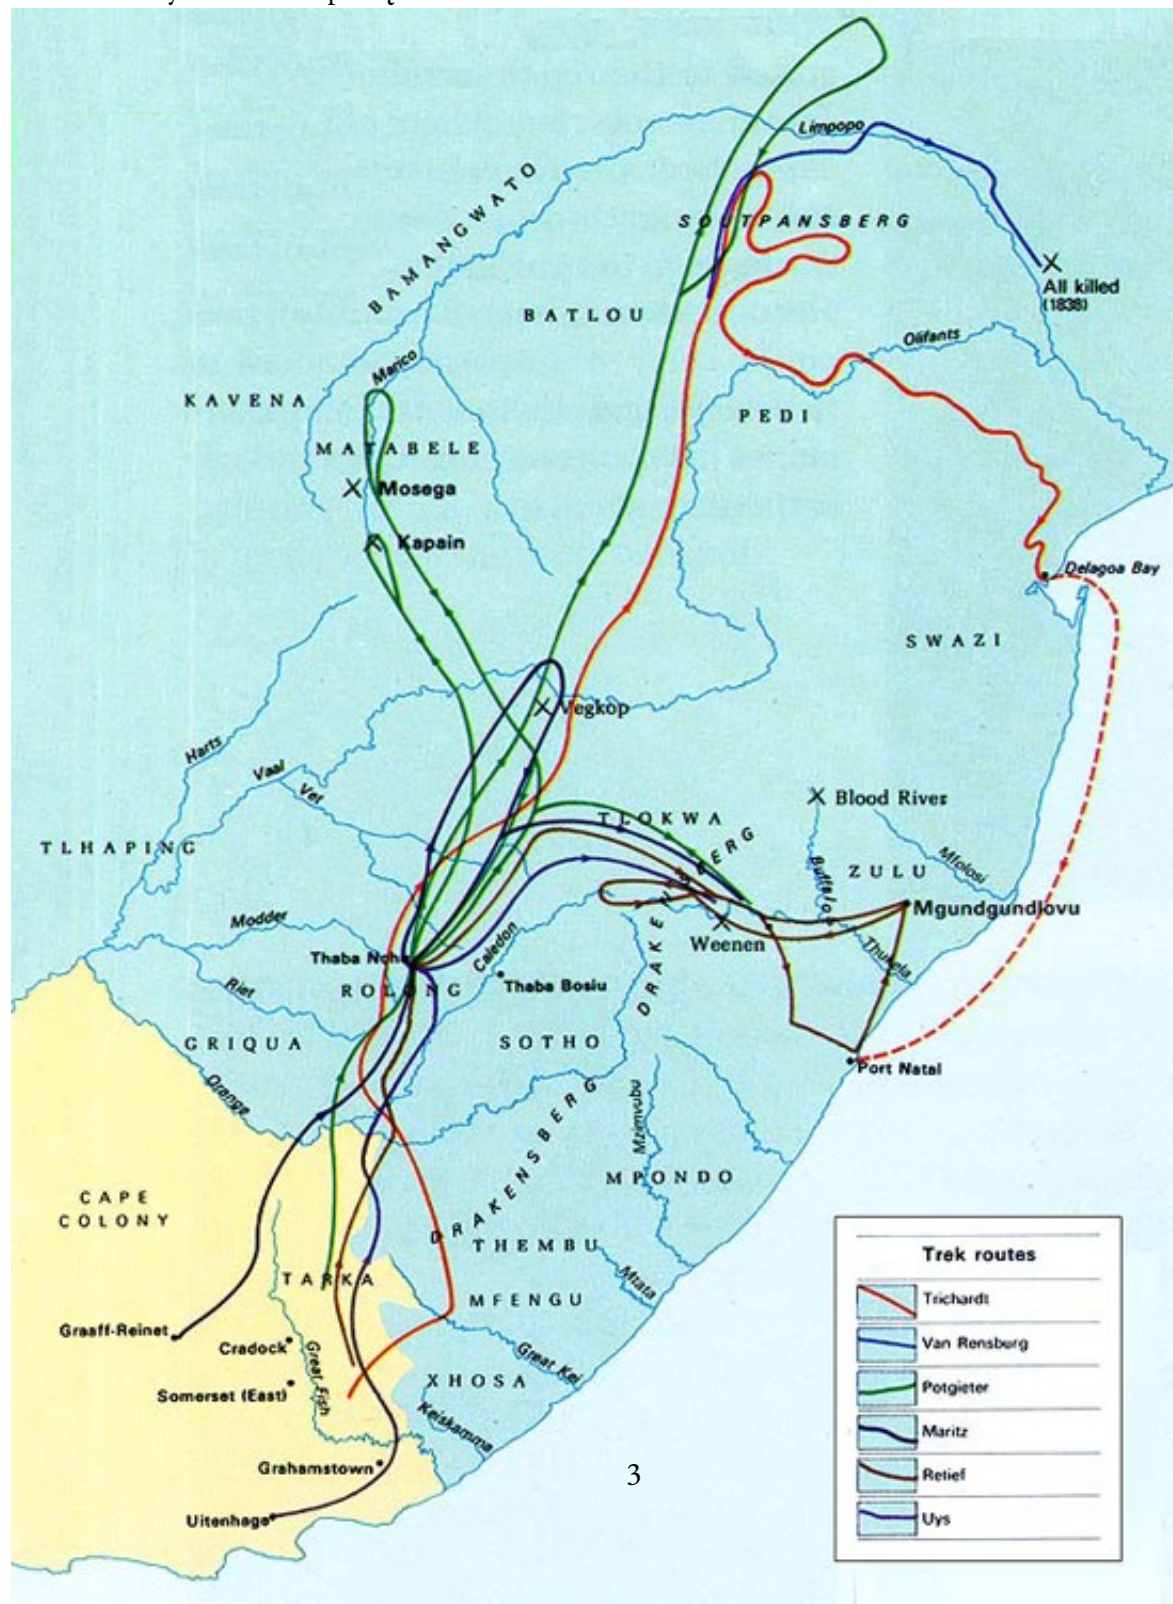 Limpopo
BAMANGWATO
SOUTPANSBERG
All killed
(1838)
BATLOU
Olifants
Marico
KAVENA
PEDI
MATABELE
Mosega
Kapain
Delagoa Bay
SWAZI
Vegkop
Harts
Vaal
Vet
Blood River
TLOKWA
TLHAPING
DRAKENSBERG
Mfolosi
ZULU
Buffalo
Mgundgundlovu
Modder
Weenen
Caledon
Thaba Nchu
Thukela
Thaba Bosiu
Riet
ROLONG
GRIQUA
SOTHO
Port Natal
Orange
DRAKENSBERG
Mzimvubu
MPONDO
CAPE
COLONY
THEMBU
TARKA
Mtata
MFENGU
Graaff-Reinet
Cradock
Great Fish
Great Kei
Somerset (East)
XHOSA
Keiskamma
Grahamstown
3
Uitenhage
Trek routes
Trichardt
Van Rensburg
Potgieter
Maritz
Retief
Uys